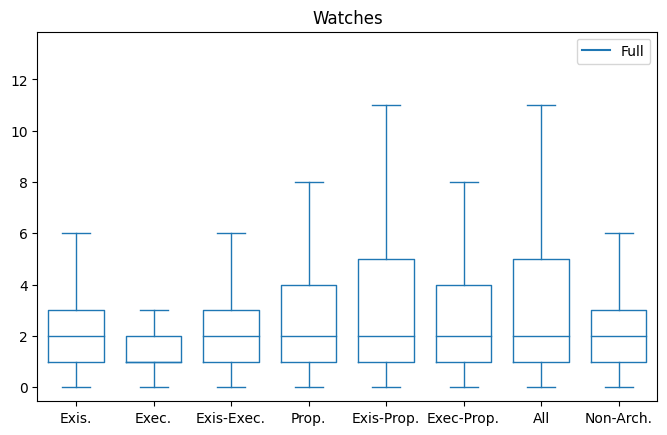 Watches
Full
12
10
8
6
4
2
0
Exis. Exec. Exis-Exec. Prop. Exis-Prop. Exec-Prop. All Non-Arch.